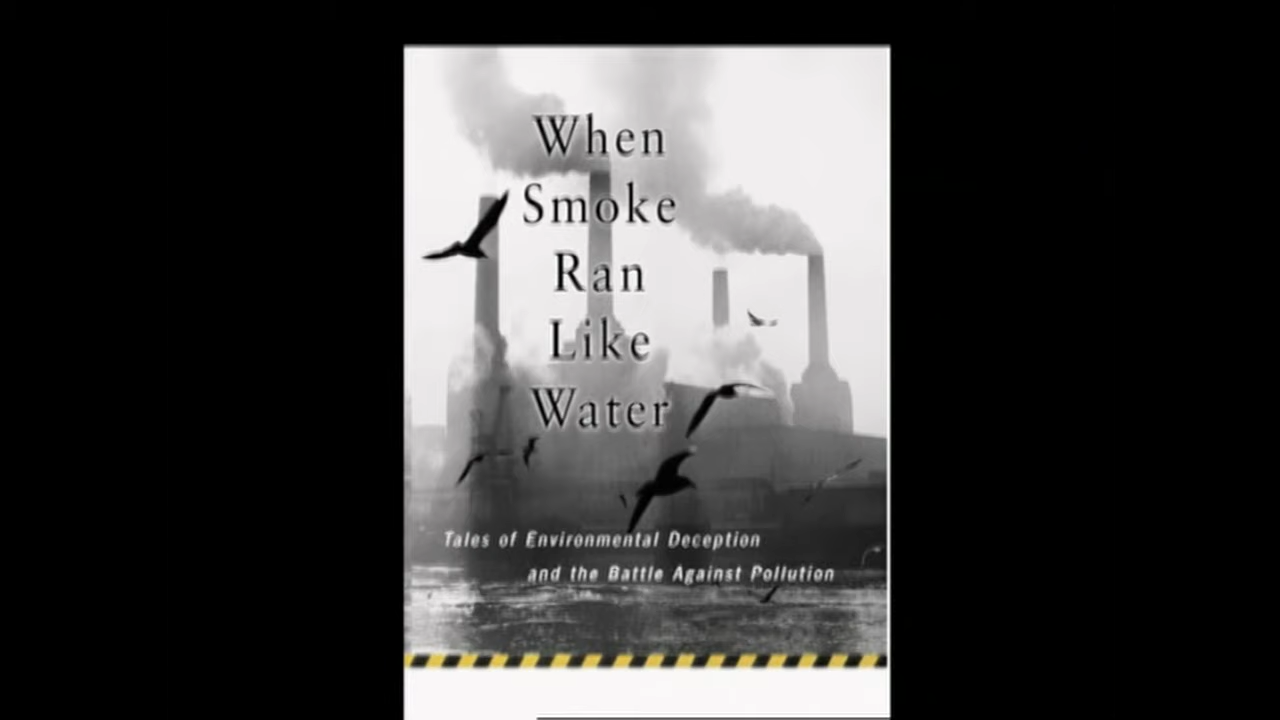 When
Smoke
Ran
Like
Water
Tales of Environmental Deception
and the Battle Against Pollution